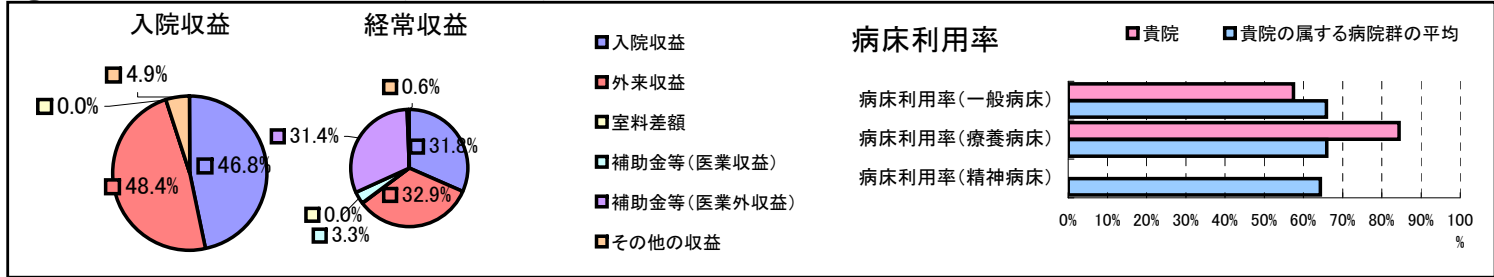 入院収益
4.9%
0.0%
46.8%
48.4%
経常収益
0.6%
31.4%
31.8%
32.9%
0.0%
3.3%
入院収益
外来収益
室料差額
補助金等(医業収益)
補助金等(医業外収益)
その他の収益
病床利用率
貴院 貴院の属する病院群の平均
病床利用率(一般病床)
病床利用率(療養病床)
病床利用率(精神病床)
0% 10% 20% 30% 40% 50% 60% 70% 80% 90% 100
%